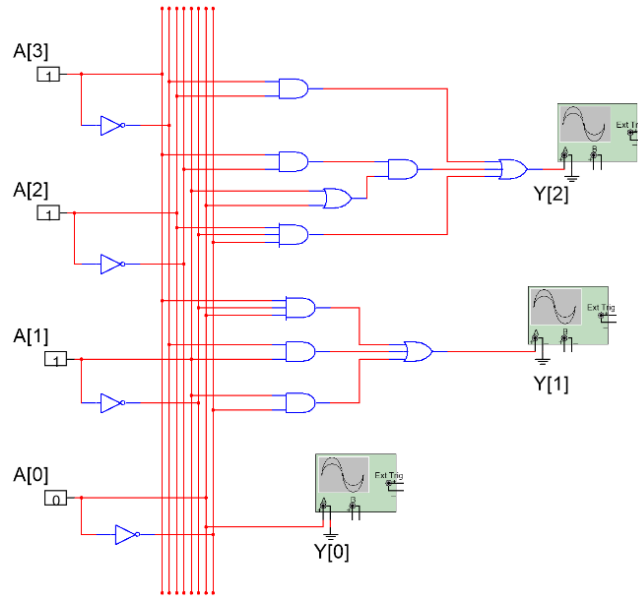 A[3]
1
Ext Trig
A
B
A[2]
1
Y[2]
Ext Trig
A
B
A[1]
1
Y[1]
A[0]
0
Ext Trig
A
B
Y[0]